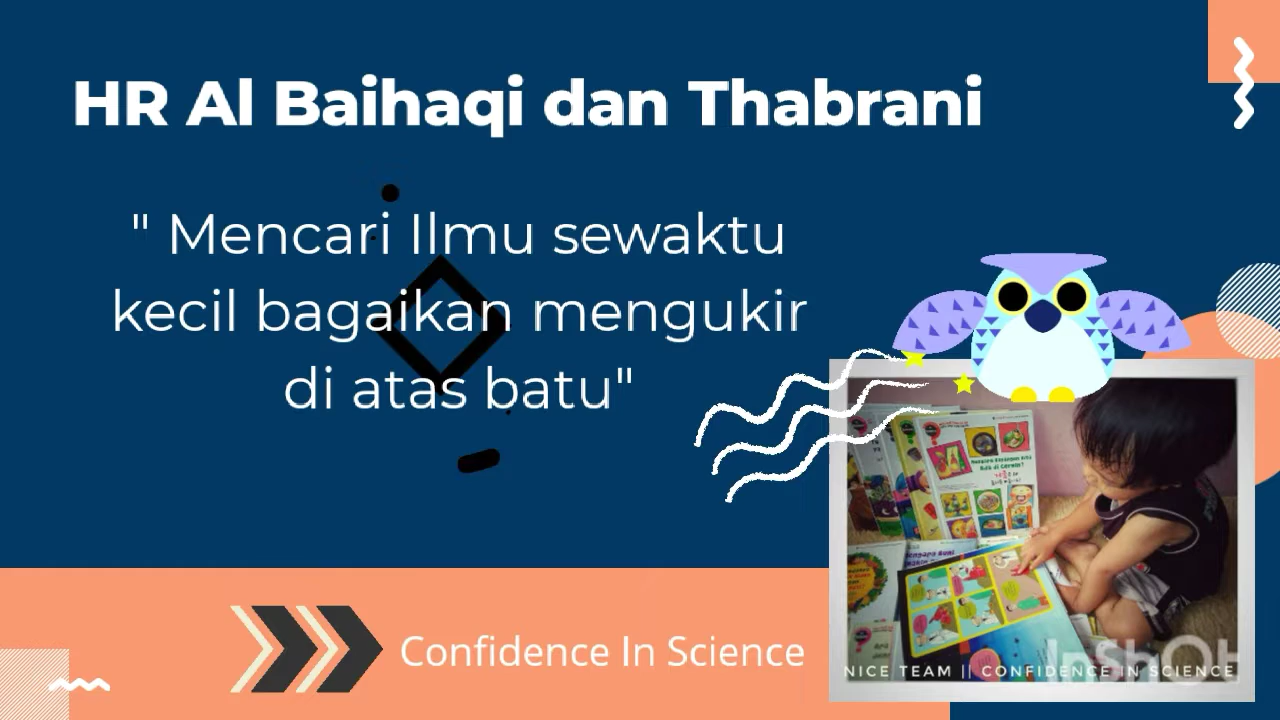 HR Al Baihaqi dan Thabrani
" Mencari Ilmu sewaktu
kecil bagaikan mengukir
di atas batu"
Confidence In Science
NICE TEAM || CONFIDENCE IN SCIENCE
InShOt